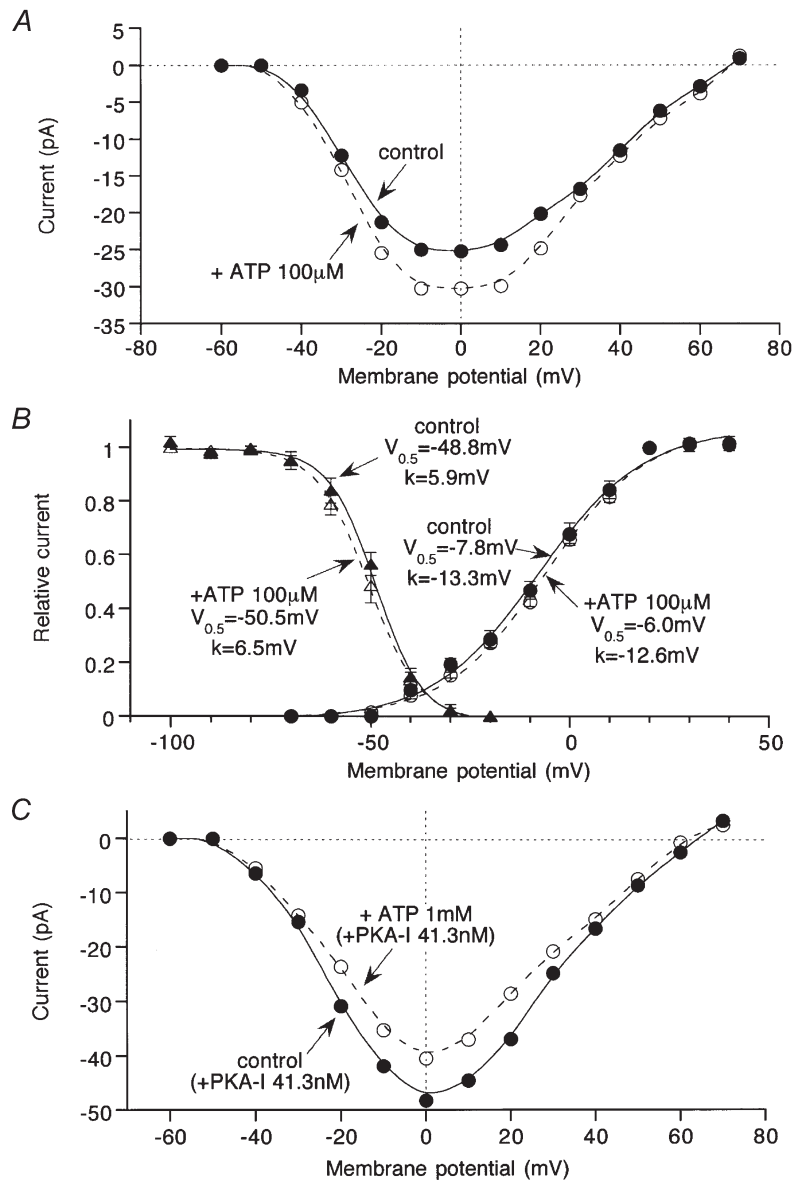 A
5
0
-5
-10
-15
-20
-25
-30
-35
Current (pA)
control
+ ATP 100μM
-80 -60 -40 -20 0 20 40 60 80
Membrane potential (mV)
B
1
0.8
0.6
0.4
0.2
0
Relative current
control
V0.5=-48.8mV
k=5.9mV
control
V0.5=-7.8mV
k=-13.3mV
+ATP 100μM
V0.5=-50.5mV
k=6.5mV
+ATP 100μM
V0.5=-6.0mV
k=-12.6mV
-100 -50 0 50
Membrane potential (mV)
C
0
-10
-20
-30
-40
-50
Current (pA)
+ ATP 1mM
(+PKA-I 41.3nM)
control
(+PKA-I 41.3nM)
-60 -40 -20 0 20 40 60 80
Membrane potential (mV)